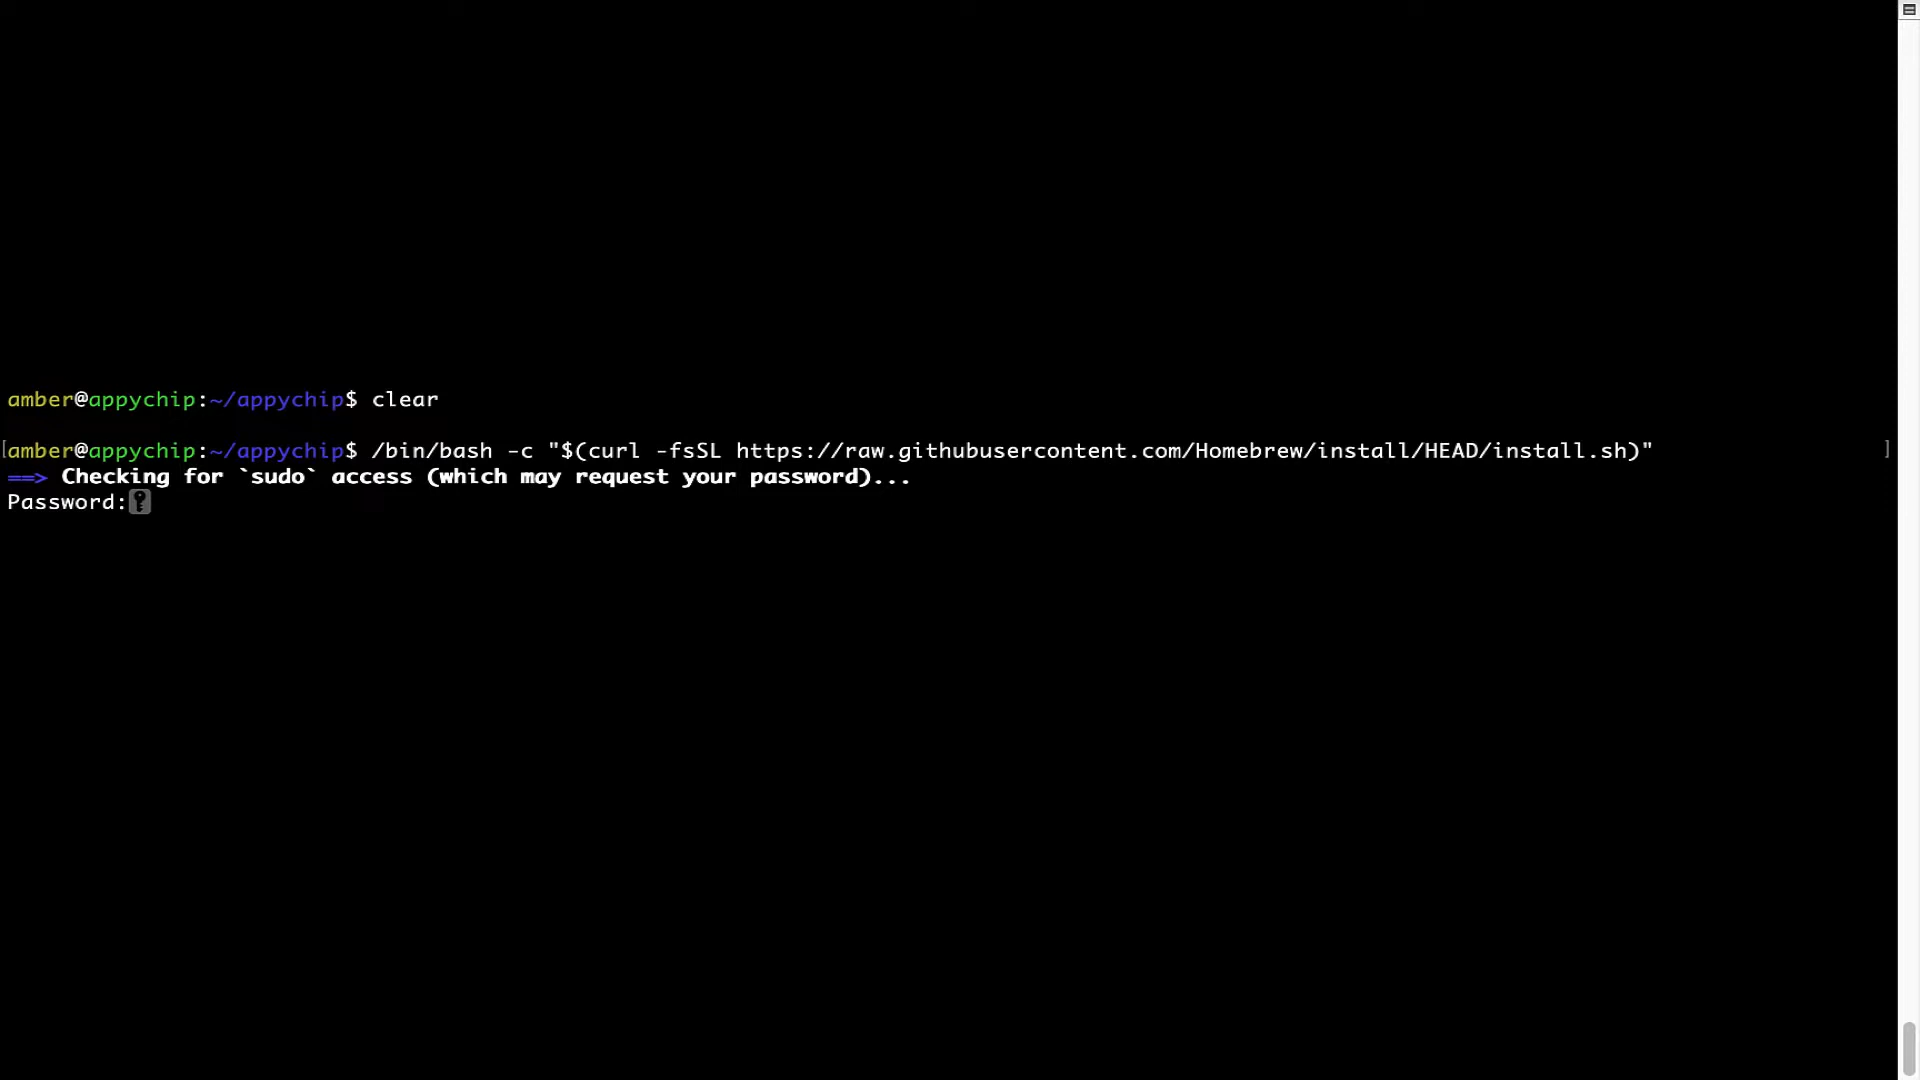 amber@appychip:~/appychip$ clear
[amber@appychip:~/appychip$ /bin/bash -c "$(curl -fsSL https://raw.githubusercontent.com/Homebrew/install/HEAD/install.sh)" ]
==> Checking for `sudo` access (which may request your password)...
Password: